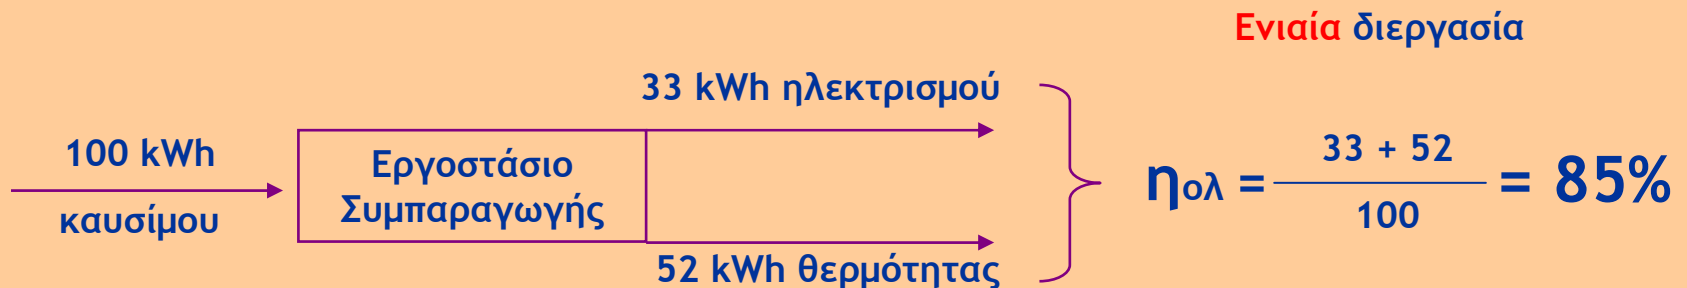 Ενιαία διεργασία
100 kWh
καυσίμου
Εργοστάσιο
Συμπαραγωγής
33 kWh ηλεκτρισμού
52 kWh θερμότητας
33 + 52
ηολ = = 85%
100